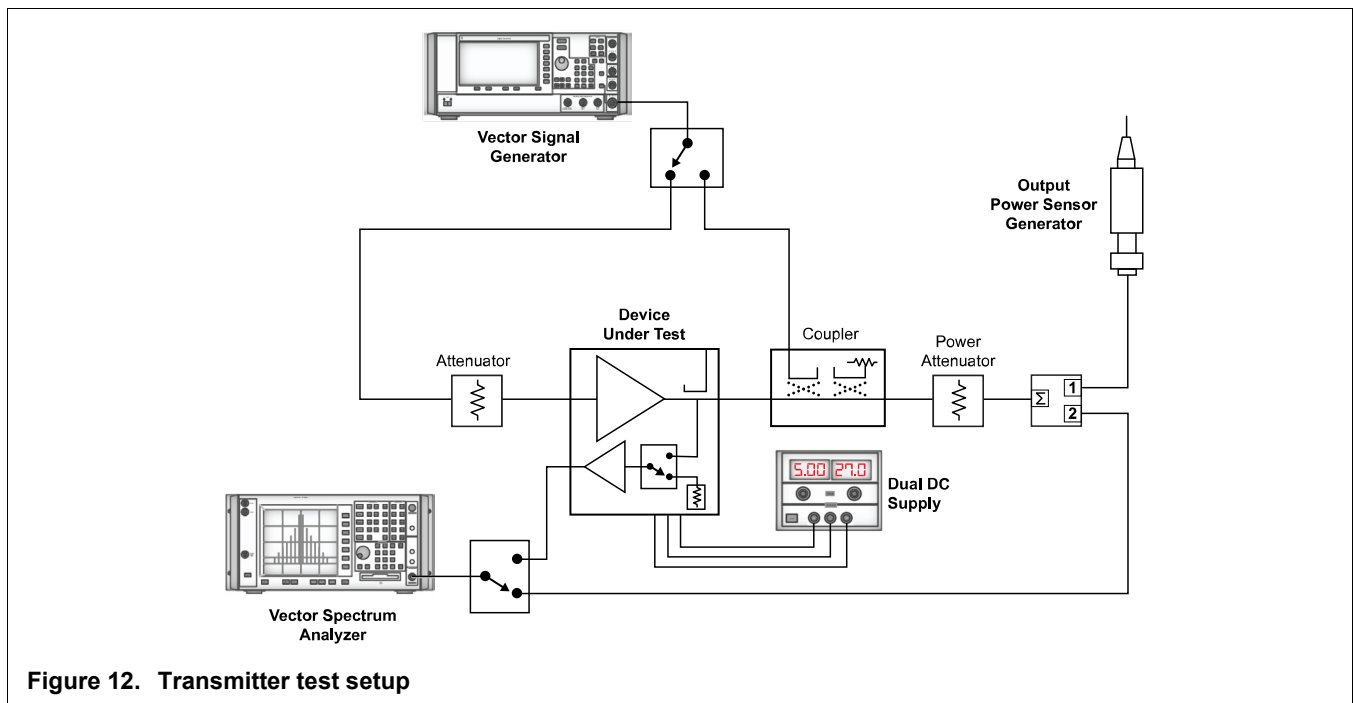 Vector Signal
Generator
Output
Power Sensor
Generator
Device
Under Test
Coupler
Power
Attenuator
Attenuator
Σ
1
2
5.00 27.0
Dual DC
Supply
Vector Spectrum
Analyzer
Figure 12. Transmitter test setup